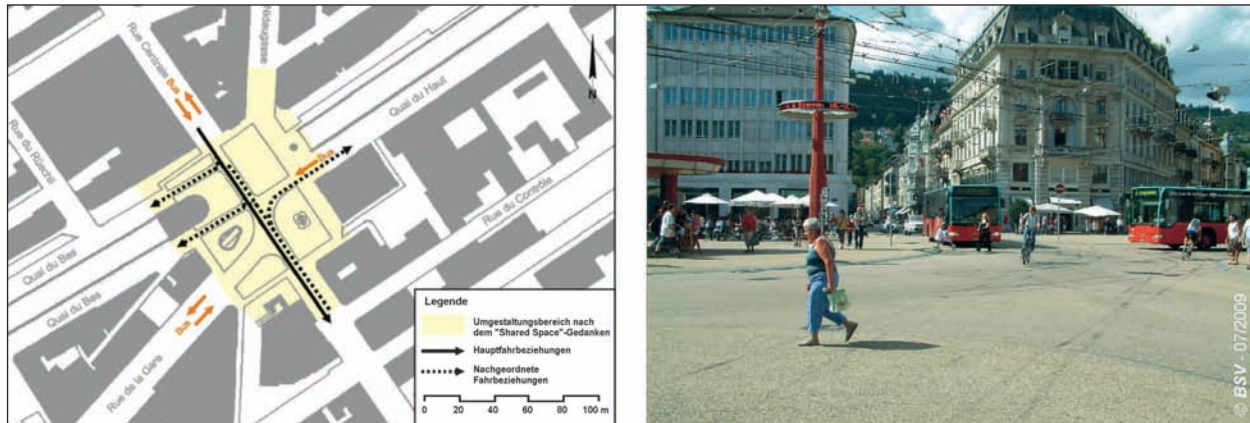 Rue Centrale
Bus
Nidaugasse
N
Quai du Haut
Rue du Rüschli
Bus
Rue du Contrôle
Quai du Bas
Quai du Bas
Bus
Rue de la Gare
Legende
Umgestaltungsbereich nach
dem "Shared Space"-Gedanken
Hauptfahrbeziehungen
Nachgeordnete
Fahrbeziehungen
0 20 40 60 80 100 m
© BSV - 07/2009